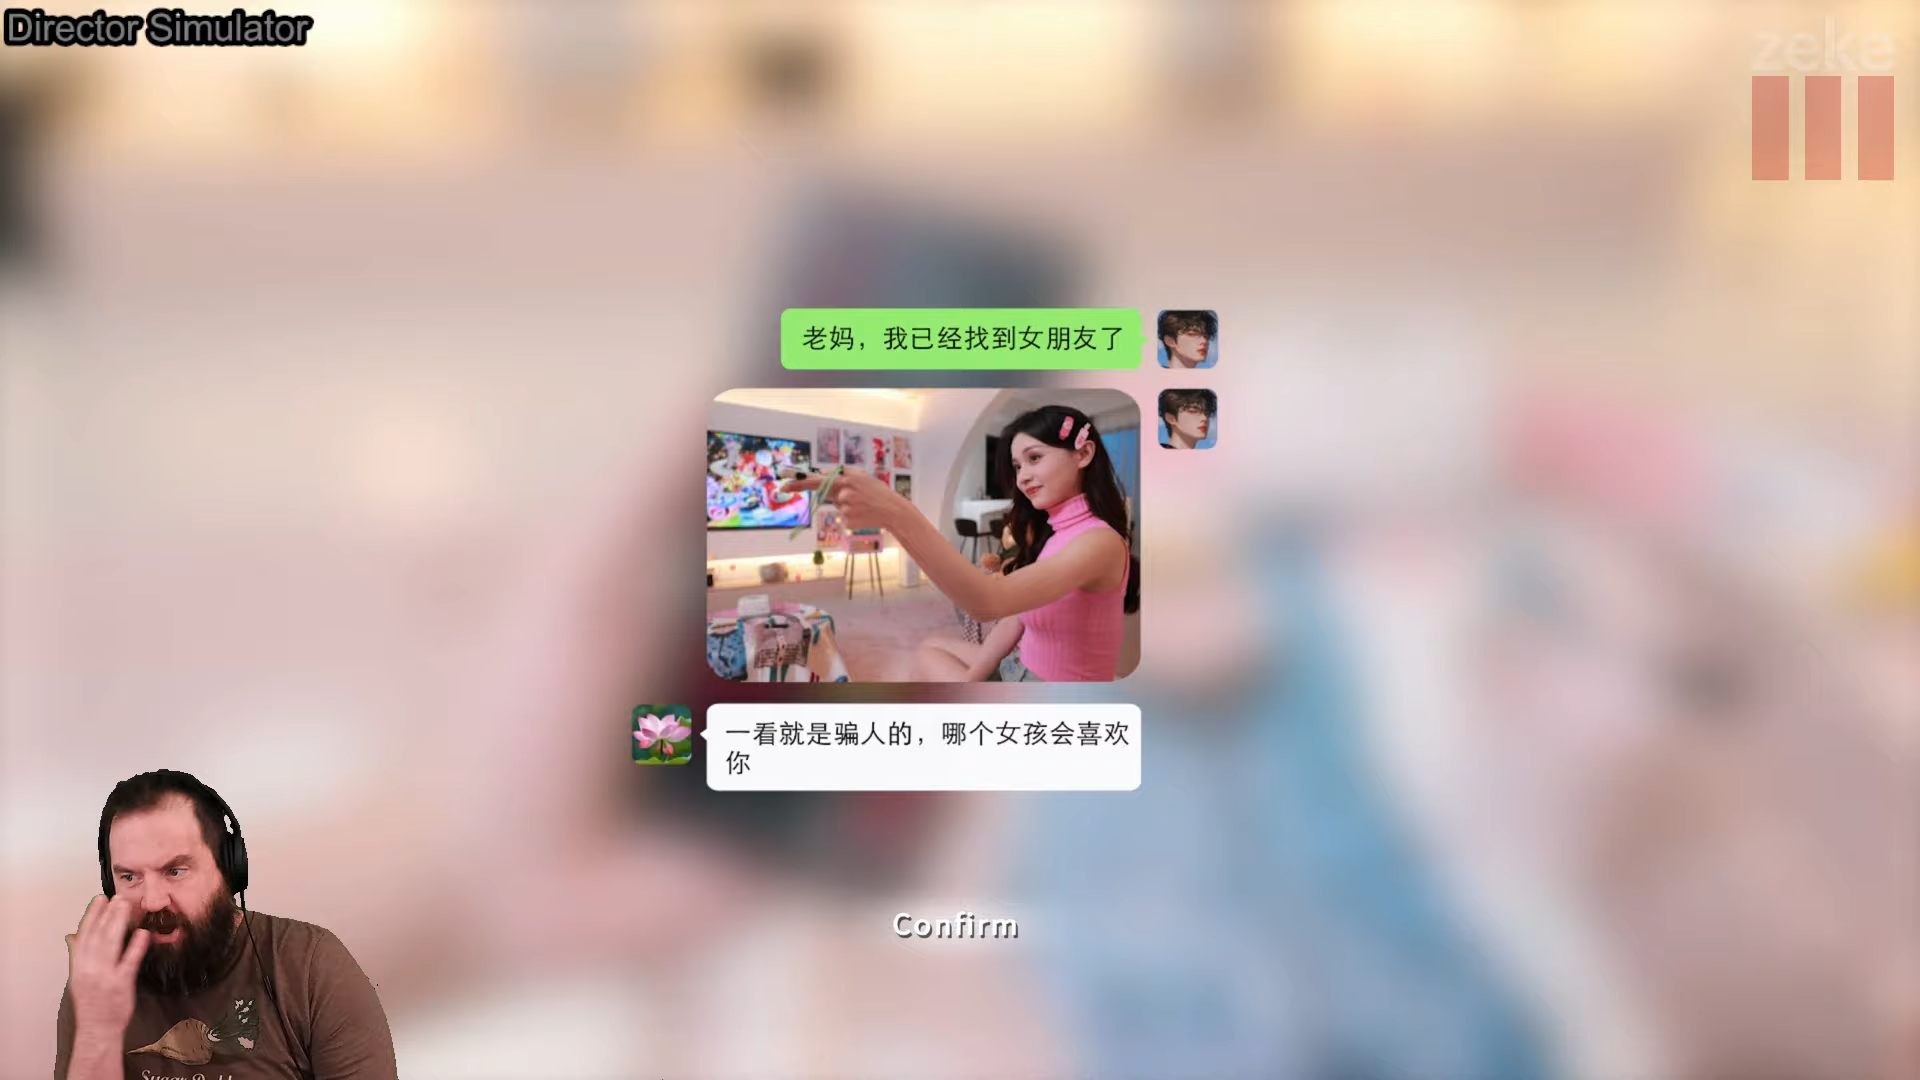 Director Simulator
zeke
老妈，我已经找到女朋友了
一看就是骗人的，哪个女孩会喜欢
你
Confirm